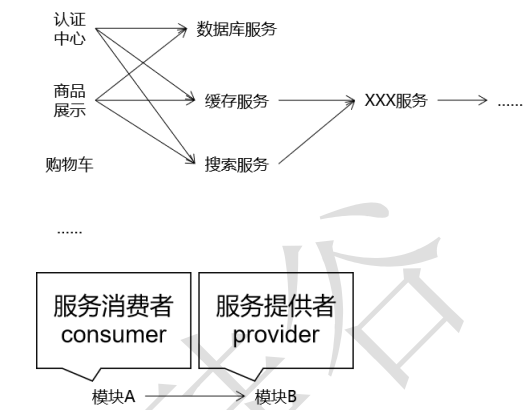 认证
中心
数据库服务
商品
展示
缓存服务
XXX服务
......
购物车
搜索服务
......
服务消费者
consumer
服务提供者
provider
模块A
模块B